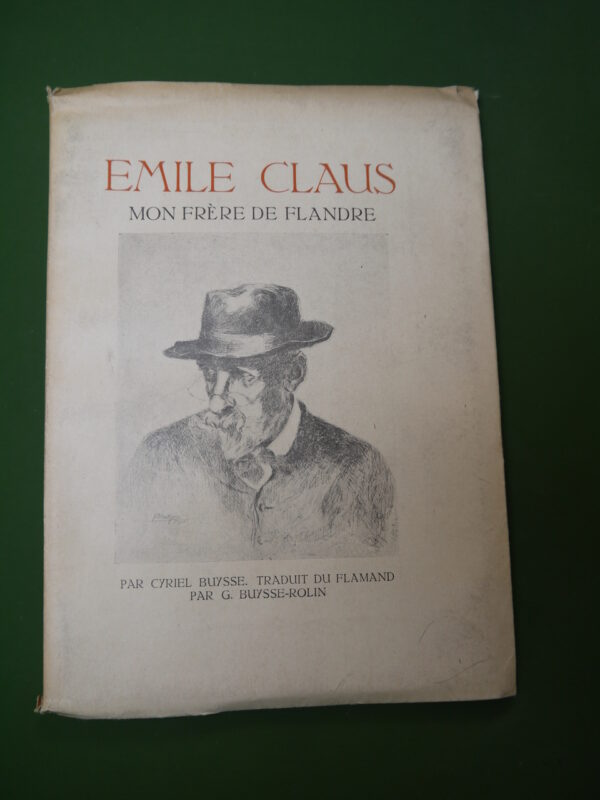 EMILE CLAUS
MON FRÈRE DE FLANDRE
PAR CYRIEL BUYSSE. TRADUIT DU FLAMAND
PAR G. BUYSSE-ROLIN